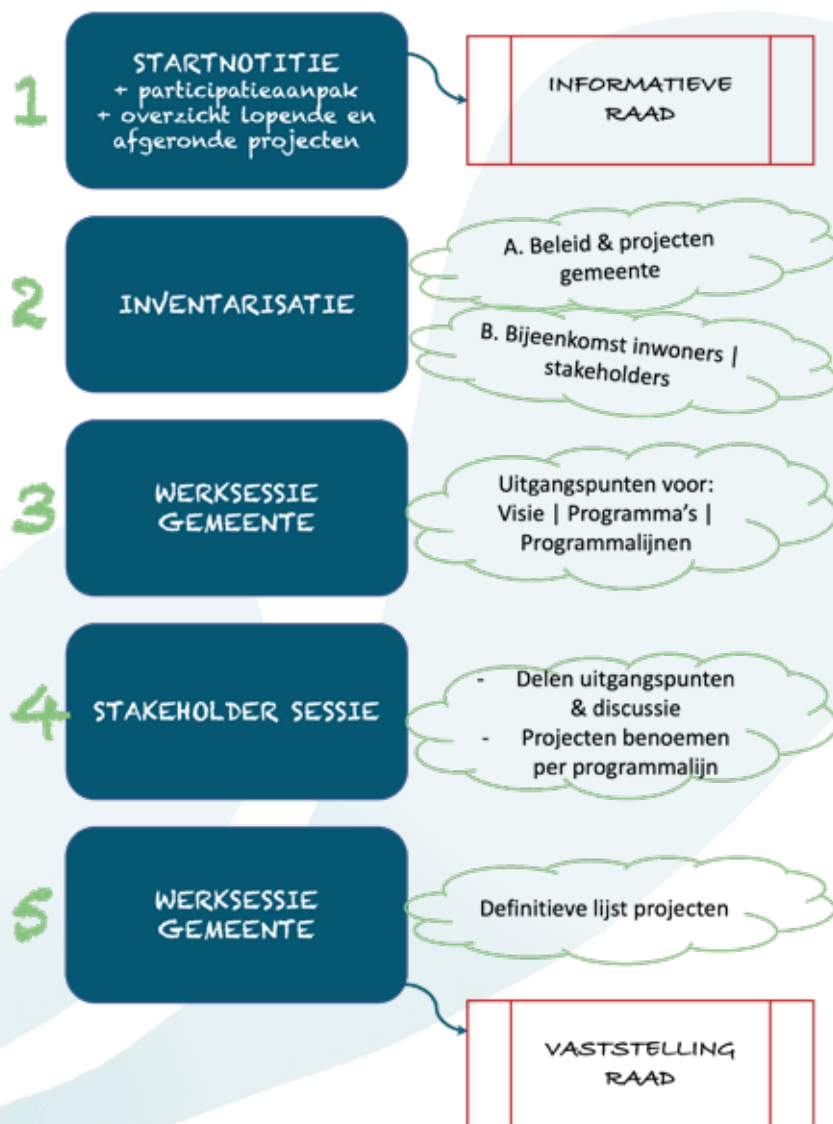 1
STARTNOTITIE
+ participatieaanpak
+ overzicht lopende en
afgeronde projecten
INFORMATIEVE
RAAD
2
INVENTARISATIE
A. Beleid & projecten
gemeente
B. Bijeenkomst inwoners |
stakeholders
3
WERKSESSIE
GEMEENTE
Uitgangspunten voor:
Visie | Programma's |
Programmalijnen
4
STAKEHOLDER SESSIE
- Delen uitgangspunten
& discussie
- Projecten benoemen
per programmalijn
5
WERKSESSIE
GEMEENTE
Definitieve lijst projecten
VASTSTELLING
RAAD